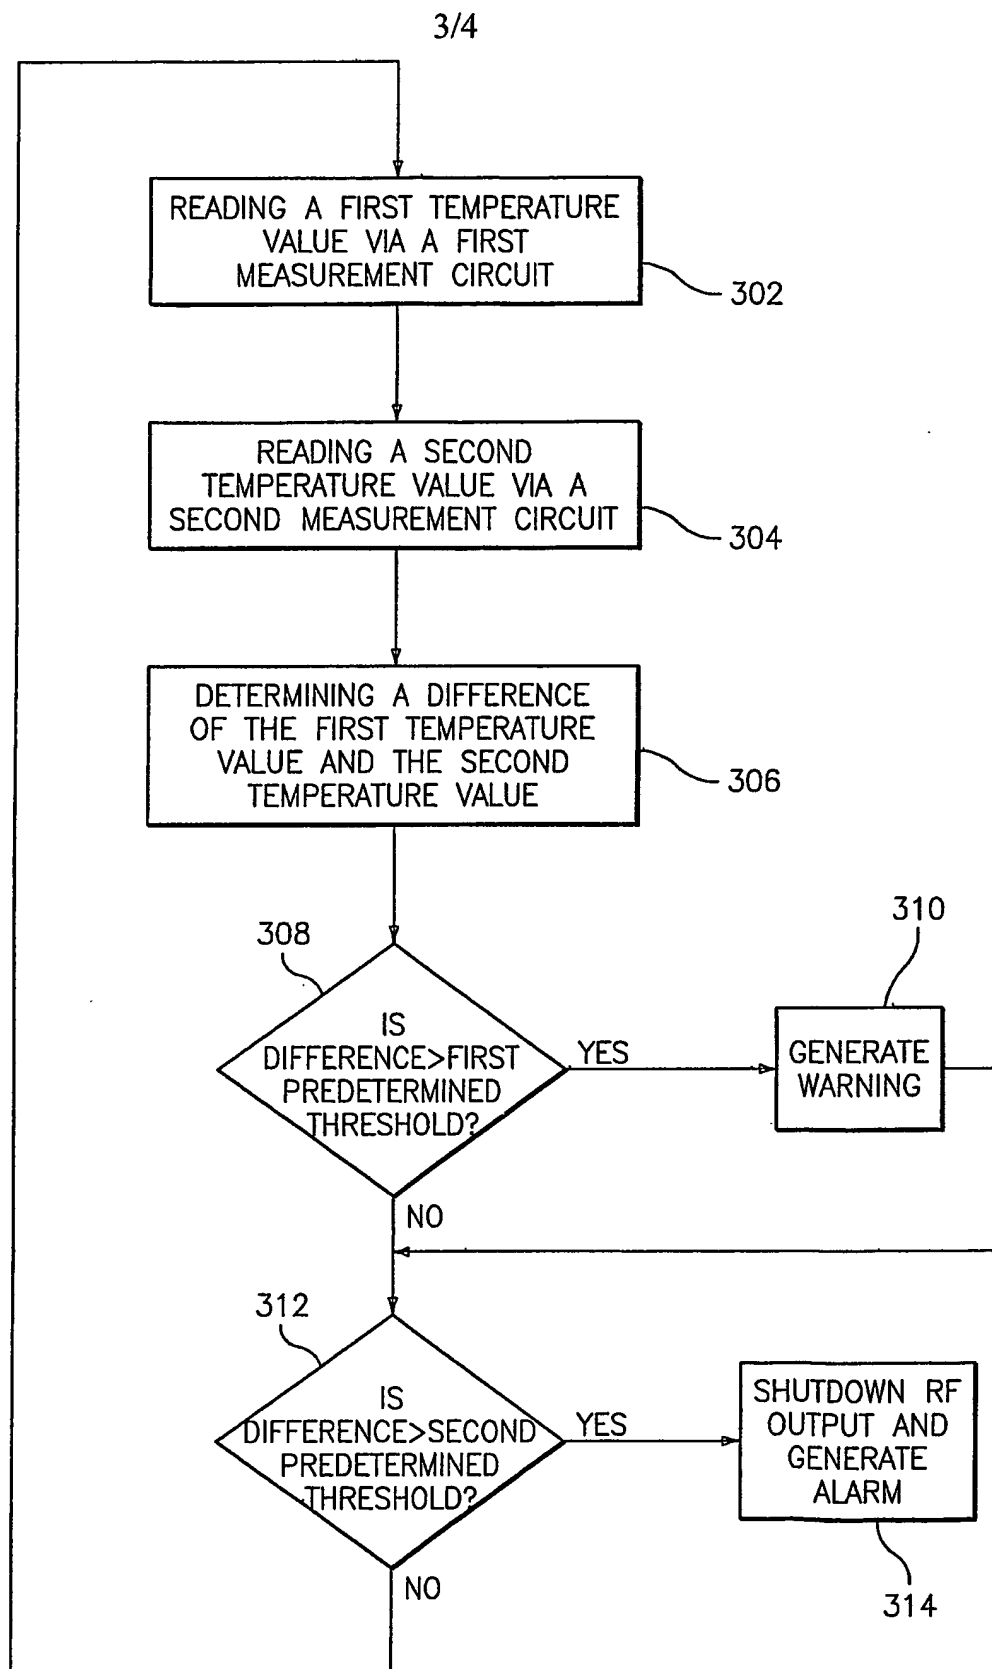 3/4
READING A FIRST TEMPERATURE
VALUE VIA A FIRST
MEASUREMENT CIRCUIT
302
READING A SECOND
TEMPERATURE VALUE VIA A
SECOND MEASUREMENT CIRCUIT
304
DETERMINING A DIFFERENCE
OF THE FIRST TEMPERATURE
VALUE AND THE SECOND
TEMPERATURE VALUE
306
308
IS
DIFFERENCE>FIRST
PREDETERMINED
THRESHOLD?
YES
310
GENERATE
WARNING
NO
312
IS
DIFFERENCE>SECOND
PREDETERMINED
THRESHOLD?
YES
SHUTDOWN RF
OUTPUT AND
GENERATE
ALARM
314
NO